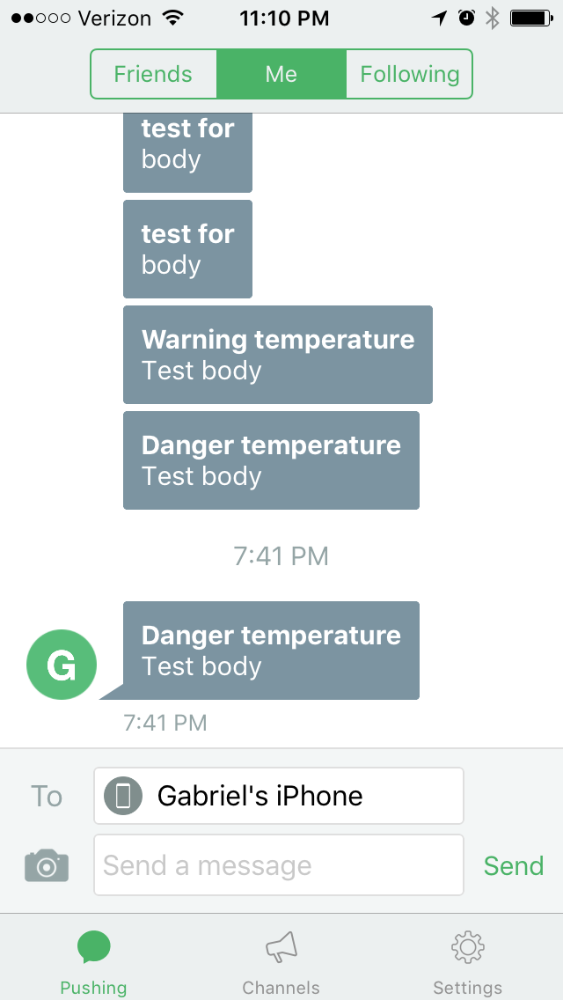 Verizon 11:10 PM
Friends Me Following
test for
body
test for
body
Warning temperature
Test body
Danger temperature
Test body
7:41 PM
Danger temperature
G
Test body
7:41 PM
To Gabriel's iPhone
Send a message Send
Pushing Channels Settings